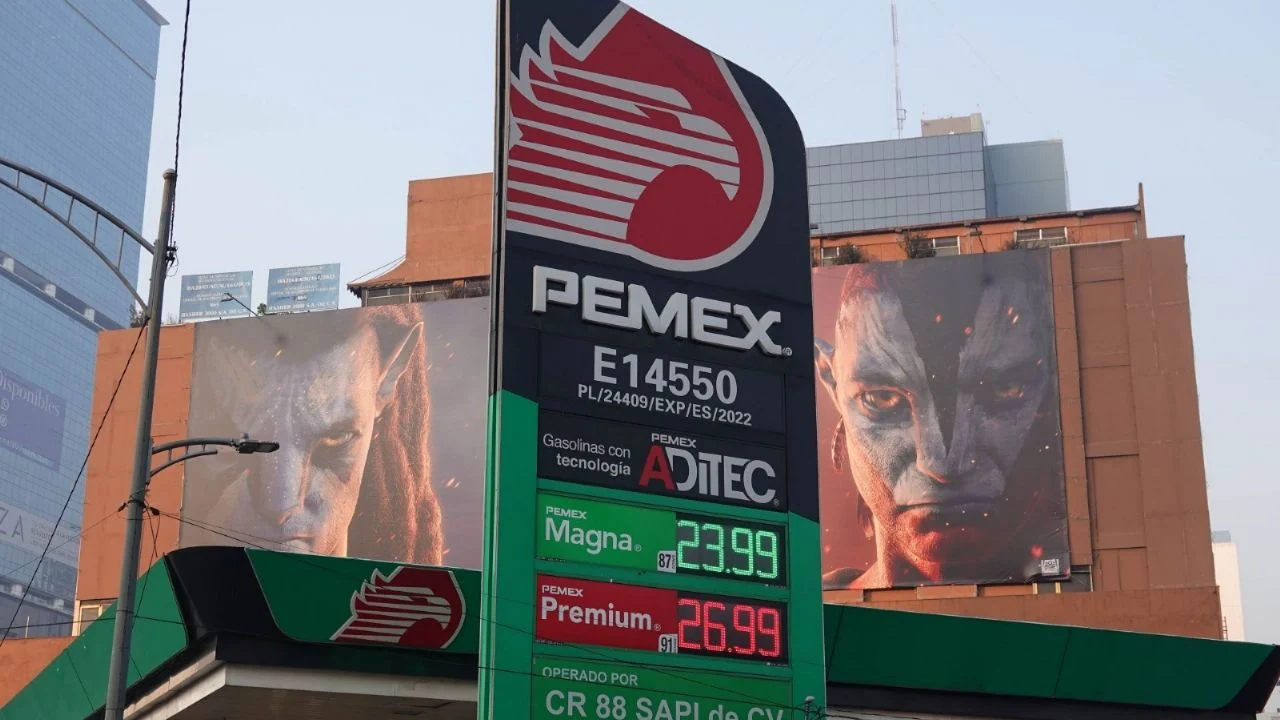 PEMEX
E14550
PL/24409/EXP/ES/2022
Gasolinas con
tecnología
PEMEX
ADiTEC
PEMEX
Magna
87
23.99
PEMEX
Premium
91
26.99
OPERADO POR
CR 88 SAPI de CV
Disponibles
ZA